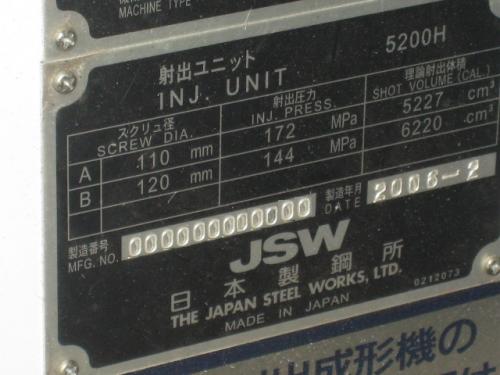 MACHINE TYPE
射出ユニット 5200H
INJ. UNIT
スクリュ径 射出圧力 理論射出体積
SCREW DIA. INJ. PRESS. SHOT VOLUME (CAL.)
A 110 mm 172 MPa 5227 cm³
B 120 mm 144 MPa 6220 cm³
製造番号 000000000000 製造年月 2006-2
MFG. NO. DATE
JSW
日本製鋼所
THE JAPAN STEEL WORKS, LTD.
MADE IN JAPAN 0212073
出成形機の